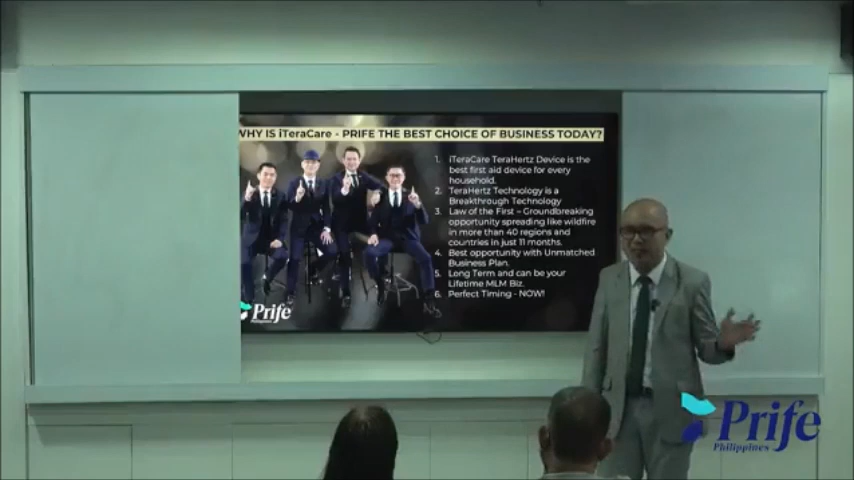 WHY IS iTeraCare - PRIFE THE BEST CHOICE OF BUSINESS TODAY?
1. iTeraCare TeraHertz Device is the
best first aid device for every
household.
2. TeraHertz Technology is a
Breakthrough Technology
3. Law of the First – Groundbreaking
opportunity spreading like wildfire
in more than 40 regions and
countries in just 11 months.
4. Best opportunity with Unmatched
Business Plan.
5. Long Term and can be your
Lifetime MLM Biz.
6. Perfect Timing - NOW!
Prife
Philippines
Prife
Philippines